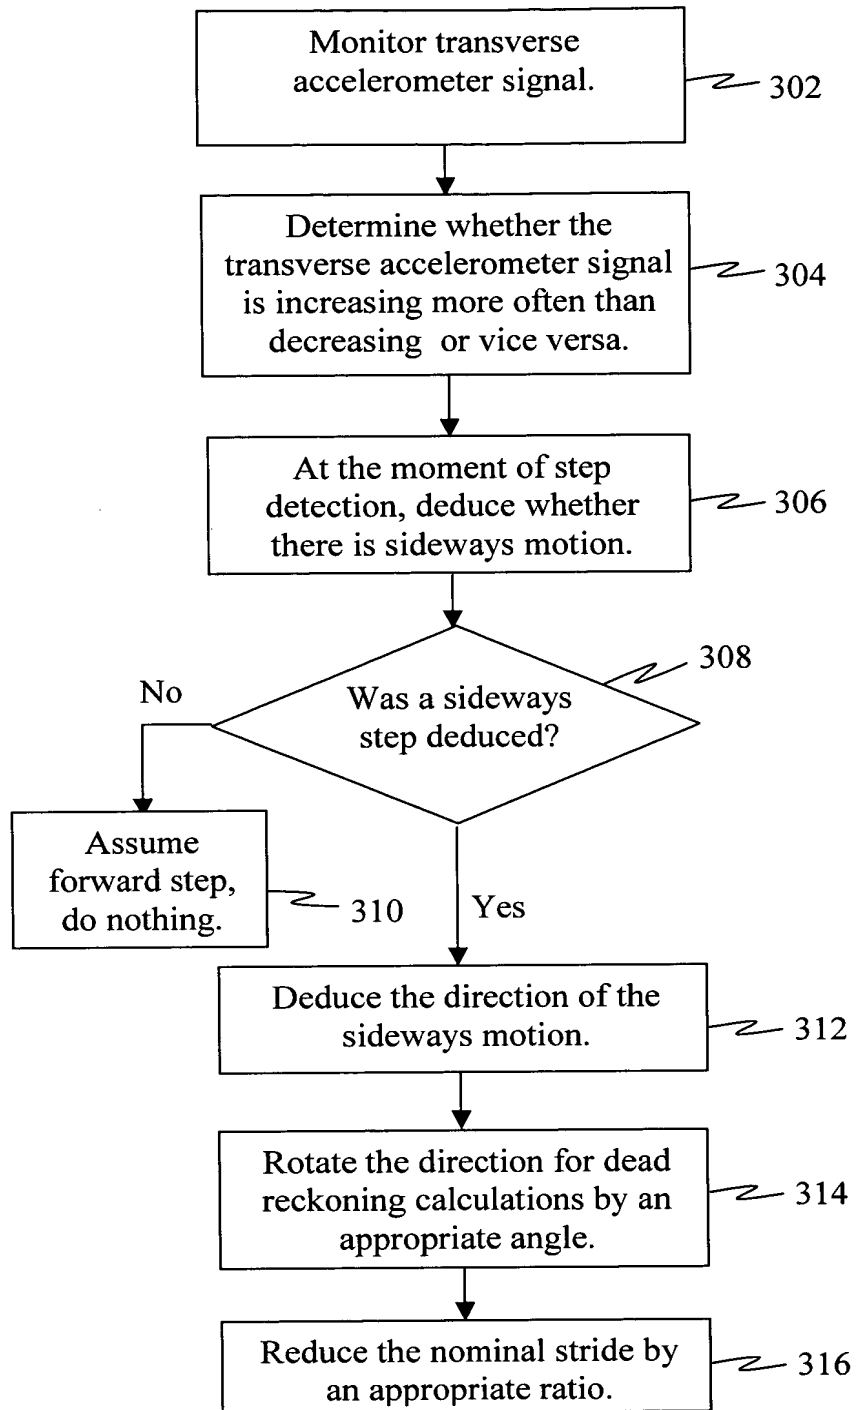 Monitor transverse
accelerometer signal.
302
Determine whether the
transverse accelerometer signal
is increasing more often than
decreasing or vice versa.
304
At the moment of step
detection, deduce whether
there is sideways motion.
306
308
Was a sideways
step deduced?
No
Assume
forward step,
do nothing.
310
Yes
Deduce the direction of the
sideways motion.
312
Rotate the direction for dead
reckoning calculations by an
appropriate angle.
314
Reduce the nominal stride by
an appropriate ratio.
316